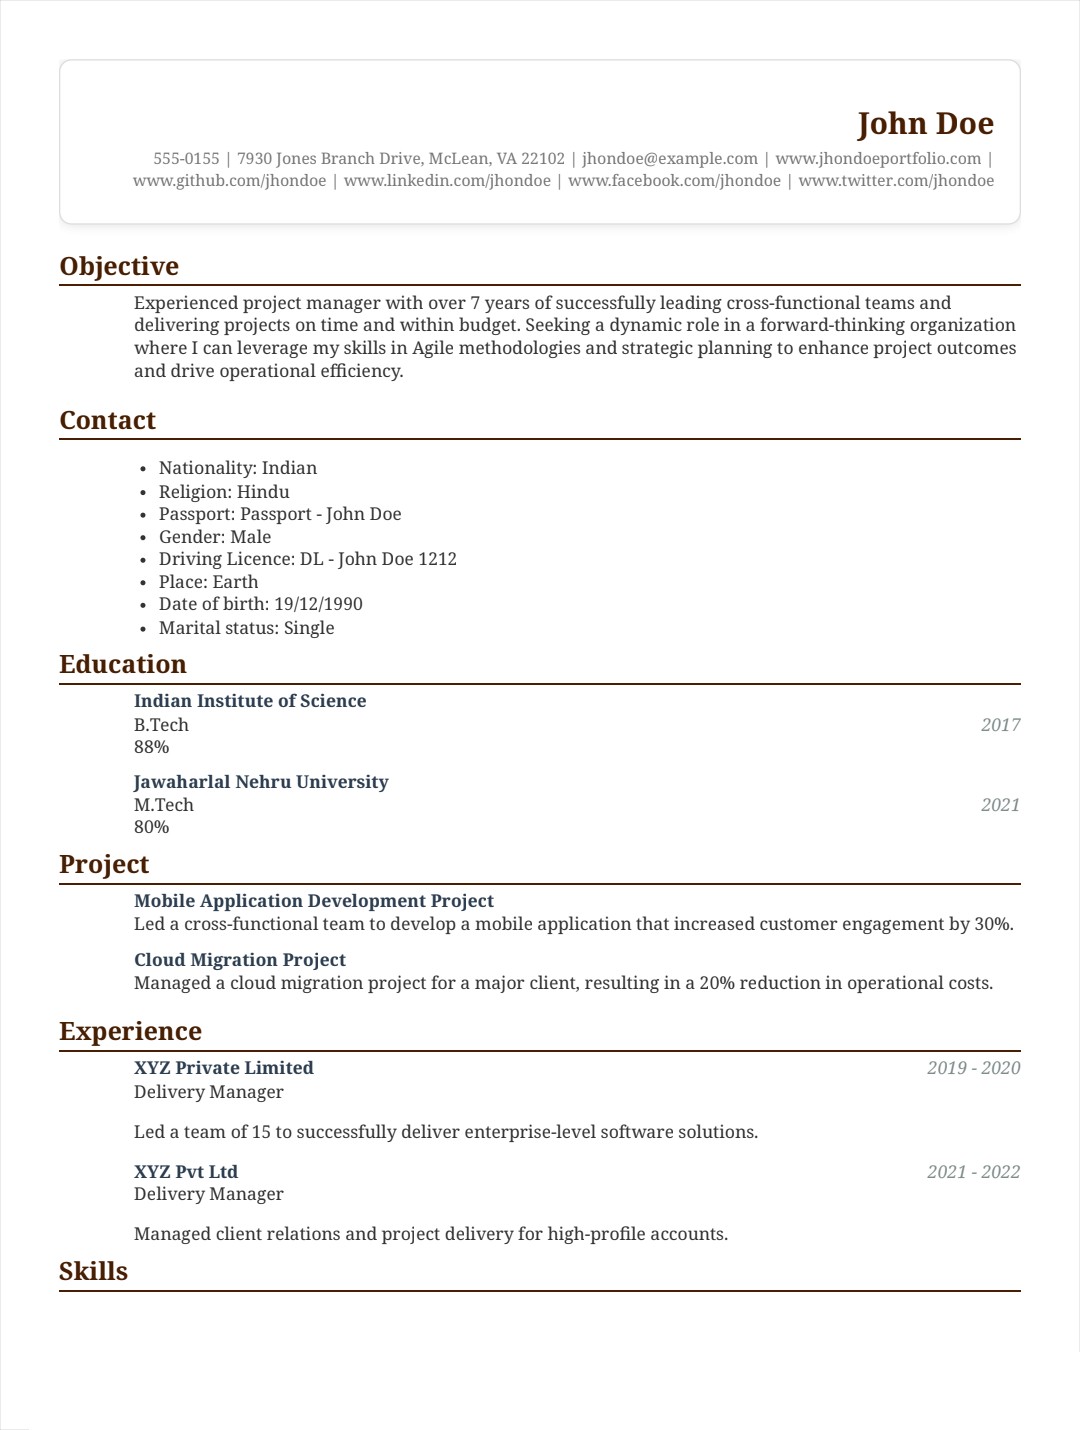 John Doe
555-0155 | 7930 Jones Branch Drive, McLean, VA 22102 | jhondoe@example.com | www.jhondoeportfolio.com |
www.github.com/jhondoe | www.linkedin.com/jhondoe | www.facebook.com/jhondoe | www.twitter.com/jhondoe
Objective
Experienced project manager with over 7 years of successfully leading cross-functional teams and
delivering projects on time and within budget. Seeking a dynamic role in a forward-thinking organization
where I can leverage my skills in Agile methodologies and strategic planning to enhance project outcomes
and drive operational efficiency.
Contact
• Nationality: Indian
• Religion: Hindu
• Passport: Passport - John Doe
• Gender: Male
• Driving Licence: DL - John Doe 1212
• Place: Earth
• Date of birth: 19/12/1990
• Marital status: Single
Education
Indian Institute of Science
B.Tech 2017
88%
Jawaharlal Nehru University
M.Tech 2021
80%
Project
Mobile Application Development Project
Led a cross-functional team to develop a mobile application that increased customer engagement by 30%.
Cloud Migration Project
Managed a cloud migration project for a major client, resulting in a 20% reduction in operational costs.
Experience
XYZ Private Limited 2019 - 2020
Delivery Manager
Led a team of 15 to successfully deliver enterprise-level software solutions.
XYZ Pvt Ltd 2021 - 2022
Delivery Manager
Managed client relations and project delivery for high-profile accounts.
Skills